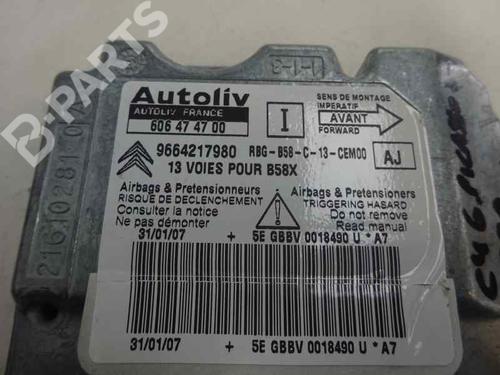 B-PARTS
I-1-3
Autoliv
AUTOLIV FRANCE
606 47 47 00
I
SENS DE MONTAGE
IMPERATIF
AVANT
FORWARD
9664217980 RBG-B58-C-13-CEM00 AJ
13 VOIES POUR B58X
Airbags & Pretensionneurs
RISQUE DE DECLENCHEMENT
Consulter la notice
Ne pas démonter
Airbags & Pretensioners
TRIGGERING HASARD
Do not remove
Read manual
31/01/07 + 5E GBBV 0018490 U * A7
31/01/07 + 5E GBBV 0018490 U * A7